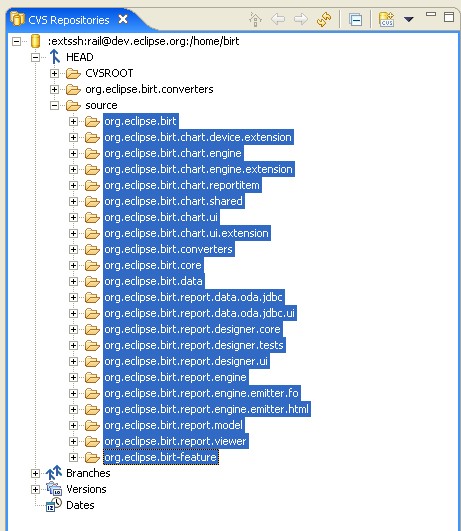 CVS Repositories
:extssh:rail@dev.eclipse.org:/home/birt
HEAD
CVSROOT
org.eclipse.birt.converters
source
org.eclipse.birt
org.eclipse.birt.chart.device.extension
org.eclipse.birt.chart.engine
org.eclipse.birt.chart.engine.extension
org.eclipse.birt.chart.reportitem
org.eclipse.birt.chart.shared
org.eclipse.birt.chart.ui
org.eclipse.birt.chart.ui.extension
org.eclipse.birt.converters
org.eclipse.birt.core
org.eclipse.birt.data
org.eclipse.birt.report.data.oda.jdbc
org.eclipse.birt.report.data.oda.jdbc.ui
org.eclipse.birt.report.designer.core
org.eclipse.birt.report.designer.tests
org.eclipse.birt.report.designer.ui
org.eclipse.birt.report.engine
org.eclipse.birt.report.engine.emitter.fo
org.eclipse.birt.report.engine.emitter.html
org.eclipse.birt.report.model
org.eclipse.birt.report.viewer
org.eclipse.birt-feature
Branches
Versions
Dates